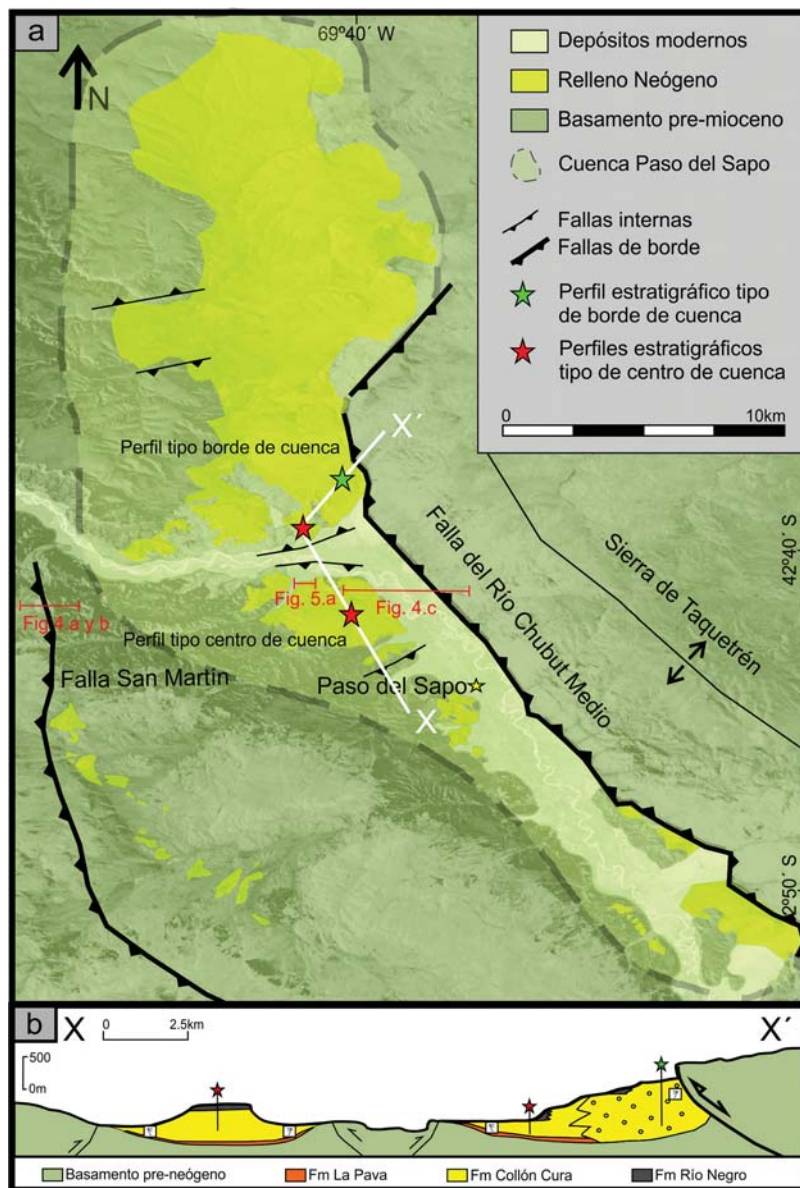 a
69º40´ W
N
Depósitos modernos
Relleno Neógeno
Basamento pre-mioceno
Cuenca Paso del Sapo
Fallas internas
Fallas de borde
Perfil estratigráfico tipo
de borde de cuenca
Perfiles estratigráficos
tipo de centro de cuenca
0 10km
X´
Perfil tipo borde de cuenca
Falla del Río Chubut Medio
Sierra de Taquetrén
42º40´ S
Fig. 5.a
Fig. 4.c
Fig 4.a y b
Perfil tipo centro de cuenca
Falla San Martín
Paso del Sapo
X
2º50´ S
b
X
0 2.5km
X´
500
0m
?
?
?
?
Basamento pre-neógeno
Fm La Pava
Fm Collón Cura
Fm Río Negro